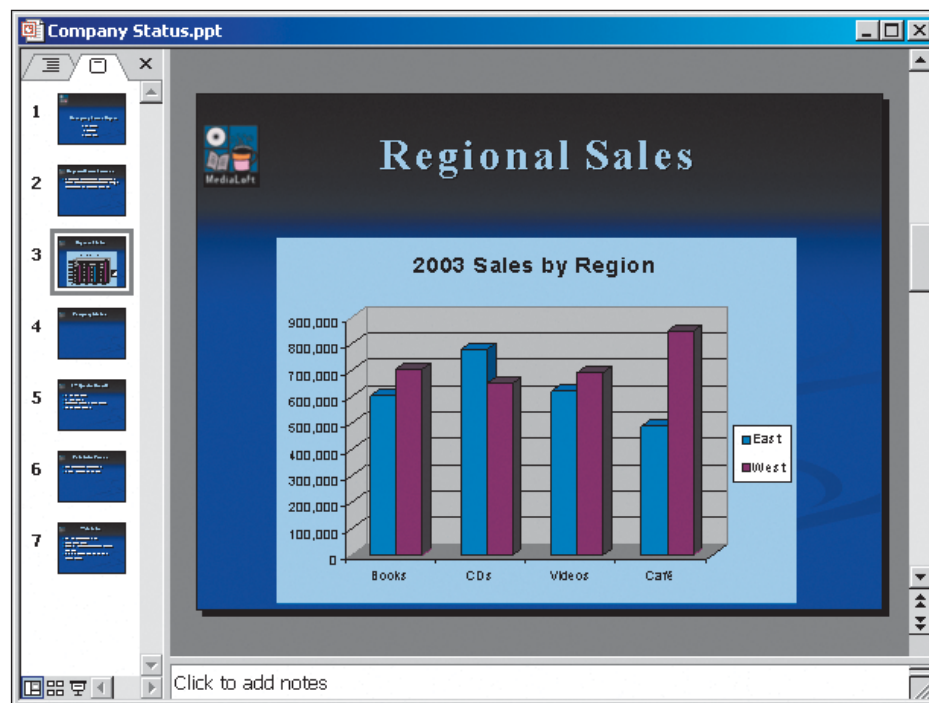 Company Status.ppt
1
2
3
4
5
6
7
MediaLoft
Regional Sales
2003 Sales by Region
900,000
800,000
700,000
600,000
500,000
400,000
300,000
200,000
100,000
0
Books CDs Videos Café
East
West
Click to add notes